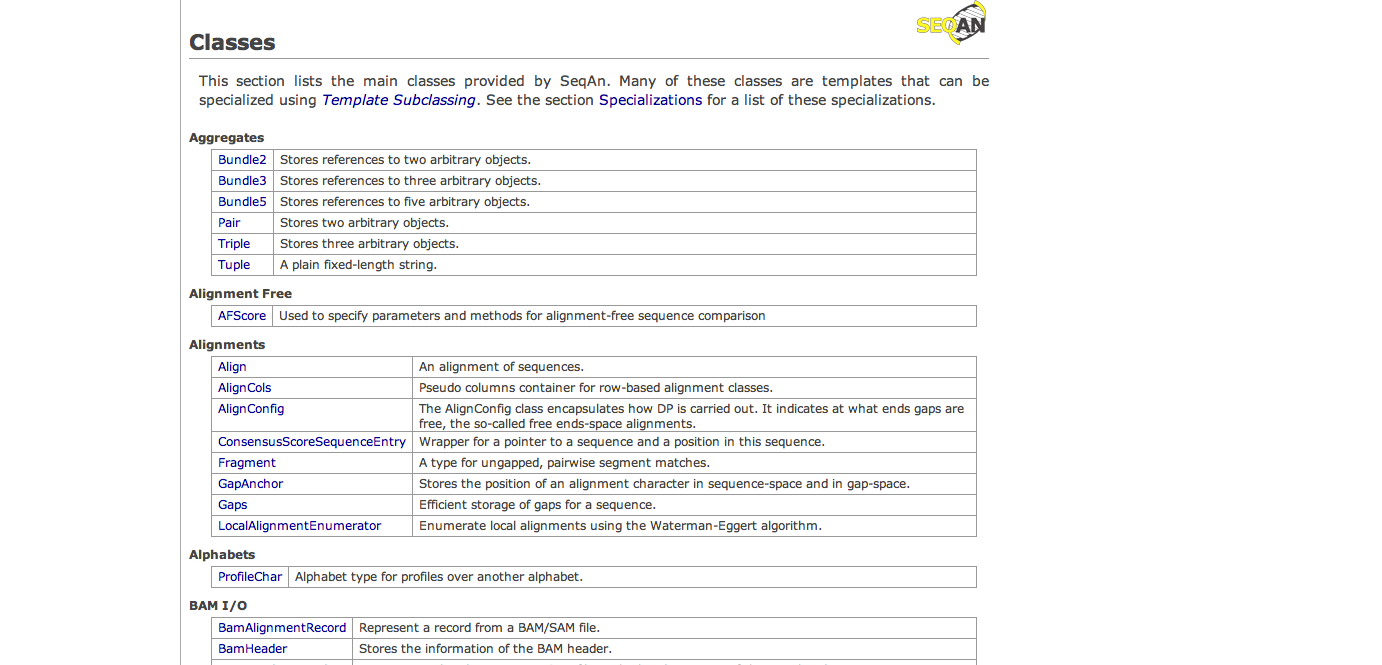 SEQAN
Classes
This section lists the main classes provided by SeqAn. Many of these classes are templates that can be
specialized using Template Subclassing. See the section Specializations for a list of these specializations.
Aggregates
Bundle2 Stores references to two arbitrary objects.
Bundle3 Stores references to three arbitrary objects.
Bundle5 Stores references to five arbitrary objects.
Pair Stores two arbitrary objects.
Triple Stores three arbitrary objects.
Tuple A plain fixed-length string.
Alignment Free
AFScore Used to specify parameters and methods for alignment-free sequence comparison
Alignments
Align An alignment of sequences.
AlignCols Pseudo columns container for row-based alignment classes.
AlignConfig The AlignConfig class encapsulates how DP is carried out. It indicates at what ends gaps are
free, the so-called free ends-space alignments.
ConsensusScoreSequenceEntry Wrapper for a pointer to a sequence and a position in this sequence.
Fragment A type for ungapped, pairwise segment matches.
GapAnchor Stores the position of an alignment character in sequence-space and in gap-space.
Gaps Efficient storage of gaps for a sequence.
LocalAlignmentEnumerator Enumerate local alignments using the Waterman-Eggert algorithm.
Alphabets
ProfileChar Alphabet type for profiles over another alphabet.
BAM I/O
BamAlignmentRecord Represent a record from a BAM/SAM file.
BamHeader Stores the information of the BAM header.